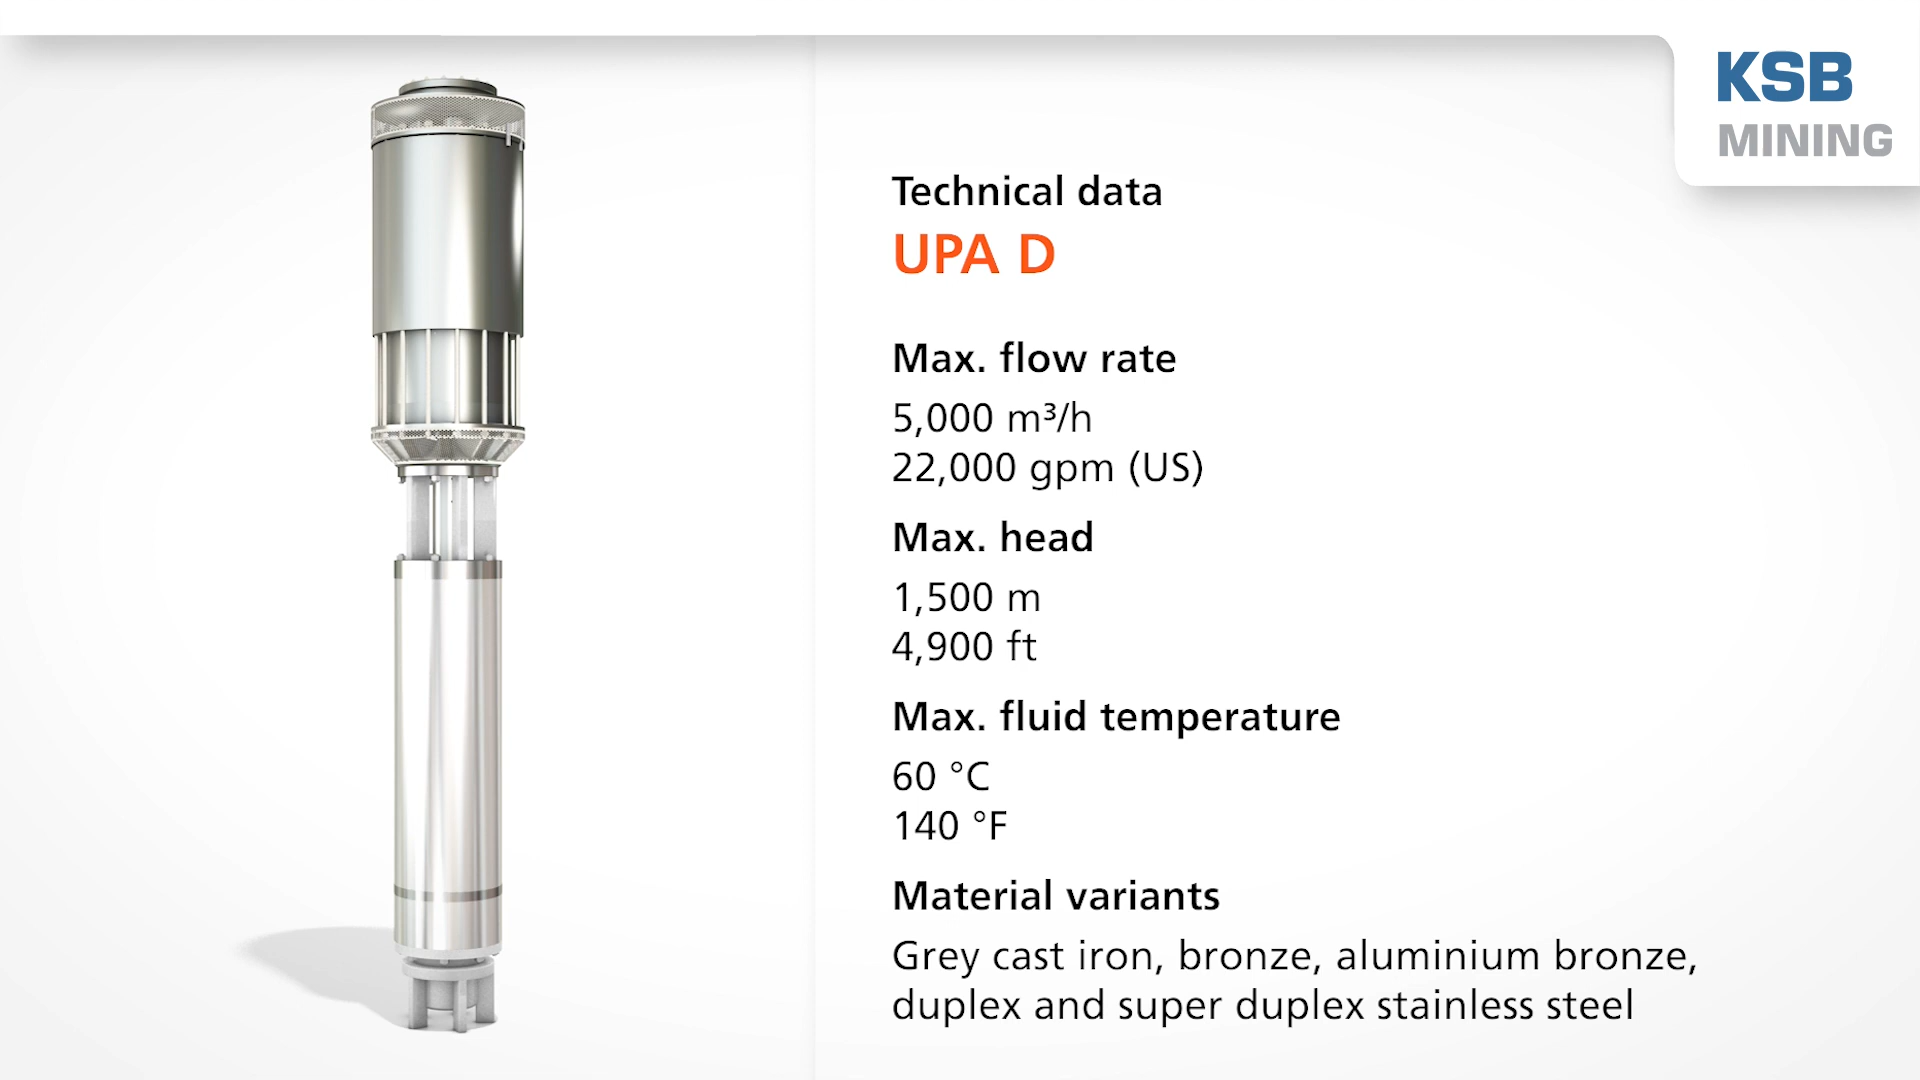 KSB
MINING
Technical data
UPA D
Max. flow rate
5,000 m³/h
22,000 gpm (US)
Max. head
1,500 m
4,900 ft
Max. fluid temperature
60 °C
140 °F
Material variants
Grey cast iron, bronze, aluminium bronze,
duplex and super duplex stainless steel